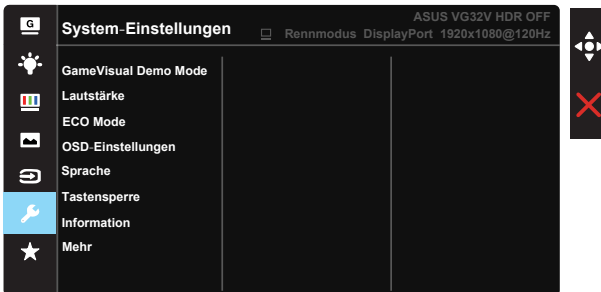 G
System-Einstellungen
ASUS VG32V HDR OFF
Rennmodus DisplayPort 1920x1080@120Hz
GameVisual Demo Mode
Lautstärke
ECO Mode
OSD-Einstellungen
Sprache
Tastensperre
Information
Mehr